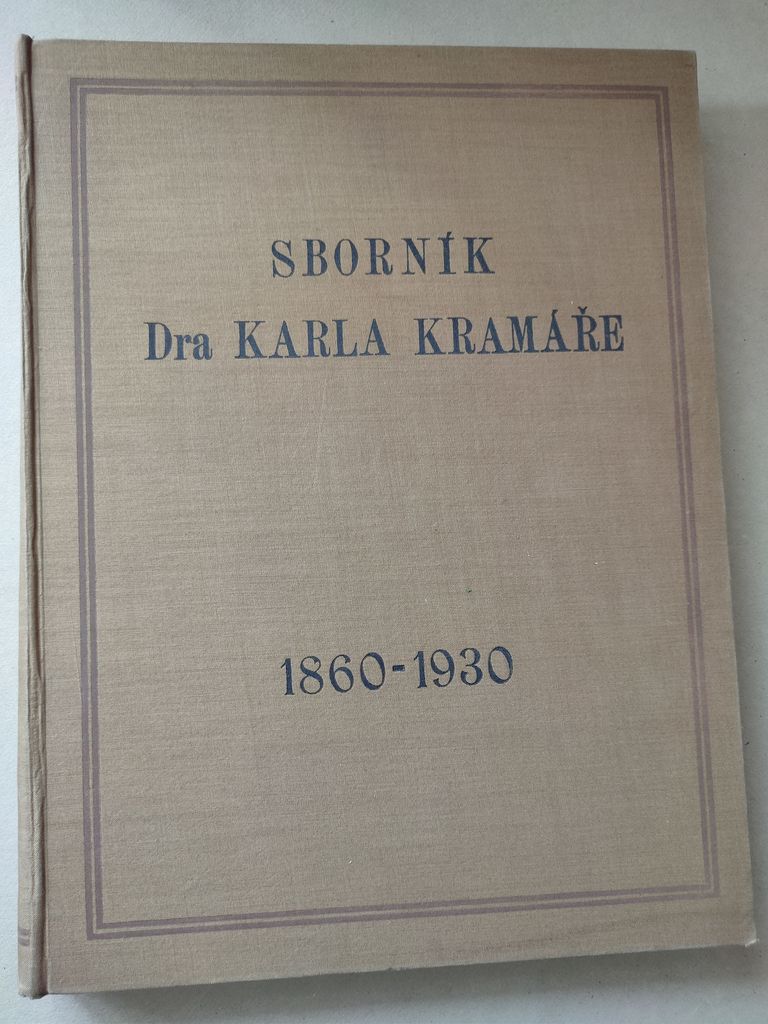 SBORNÍK
Dra KARLA KRAMÁŘE
1860-1930